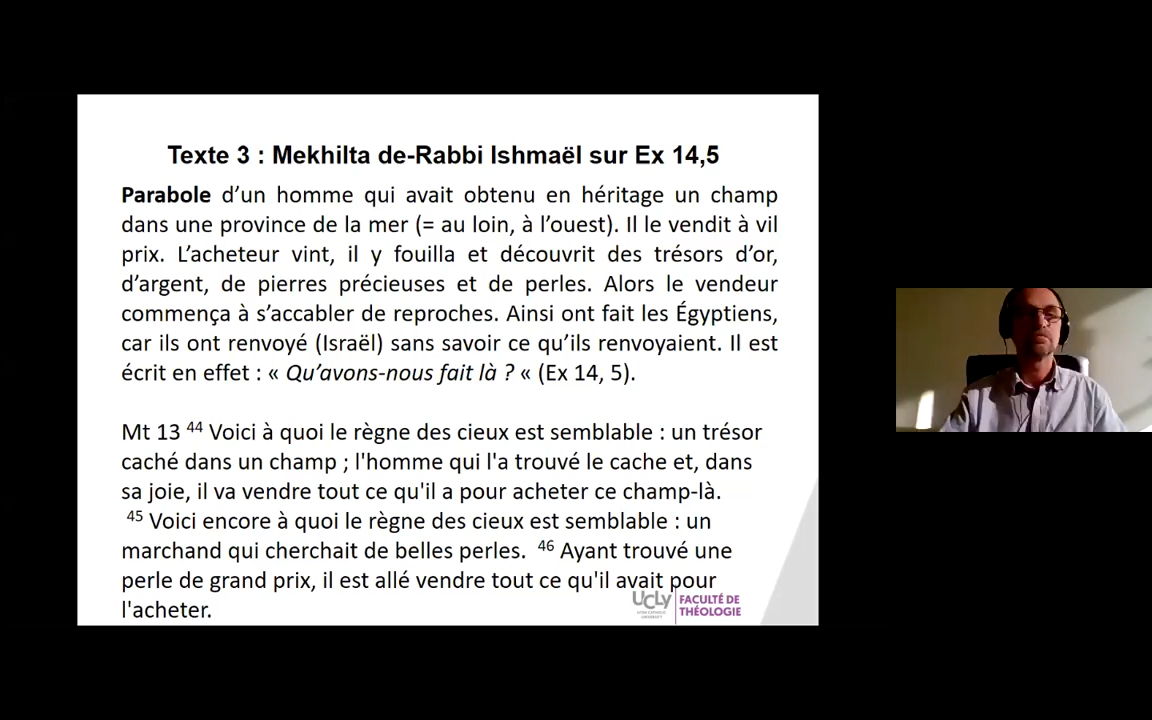 Texte 3 : Mekhilta de-Rabbi Ishmaël sur Ex 14,5
Parabole d’un homme qui avait obtenu en héritage un champ
dans une province de la mer (= au loin, à l’ouest). Il le vendit à vil
prix. L’acheteur vint, il y fouilla et découvrit des trésors d’or,
d’argent, de pierres précieuses et de perles. Alors le vendeur
commença à s’accabler de reproches. Ainsi ont fait les Égyptiens,
car ils ont renvoyé (Israël) sans savoir ce qu’ils renvoyaient. Il est
écrit en effet : « Qu’avons-nous fait là ? « (Ex 14, 5).
Mt 13 44 Voici à quoi le règne des cieux est semblable : un trésor
caché dans un champ ; l'homme qui l'a trouvé le cache et, dans
sa joie, il va vendre tout ce qu'il a pour acheter ce champ-là.
45 Voici encore à quoi le règne des cieux est semblable : un
marchand qui cherchait de belles perles. 46 Ayant trouvé une
perle de grand prix, il est allé vendre tout ce qu'il avait pour
l'acheter.
UCLy
LYON CATHOLIC
UNIVERSITY
FACULTÉ DE
THÉOLOGIE